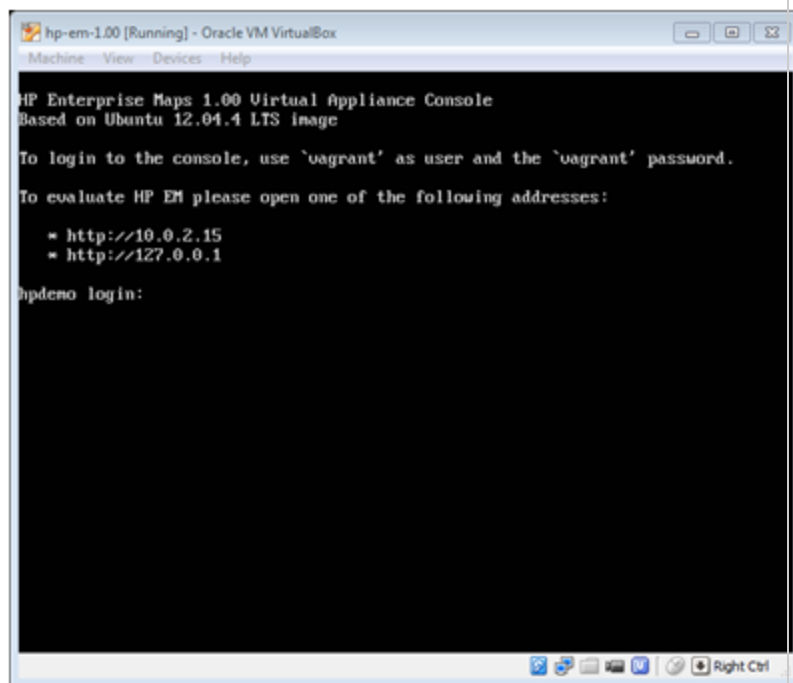 hp-em-1.00 [Running] - Oracle VM VirtualBox
Machine View Devices Help
HP Enterprise Maps 1.00 Virtual Appliance Console
Based on Ubuntu 12.04.4 LTS image
To login to the console, use `vagrant' as user and the `vagrant' password.
To evaluate HP EM please open one of the following addresses:
* http://10.0.2.15
* http://127.0.0.1
hpdemo login:
Right Ctrl